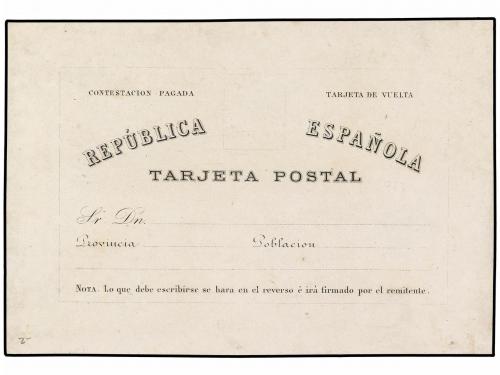 CONTESTACION PAGADA TARJETA DE VUELTA
REPÚBLICA ESPAÑOLA
TARJETA POSTAL
Sr. Dn.
Provincia Poblacion
NOTA. Lo que debe escribirse se hara en el reverso é irá firmado por el remitente.